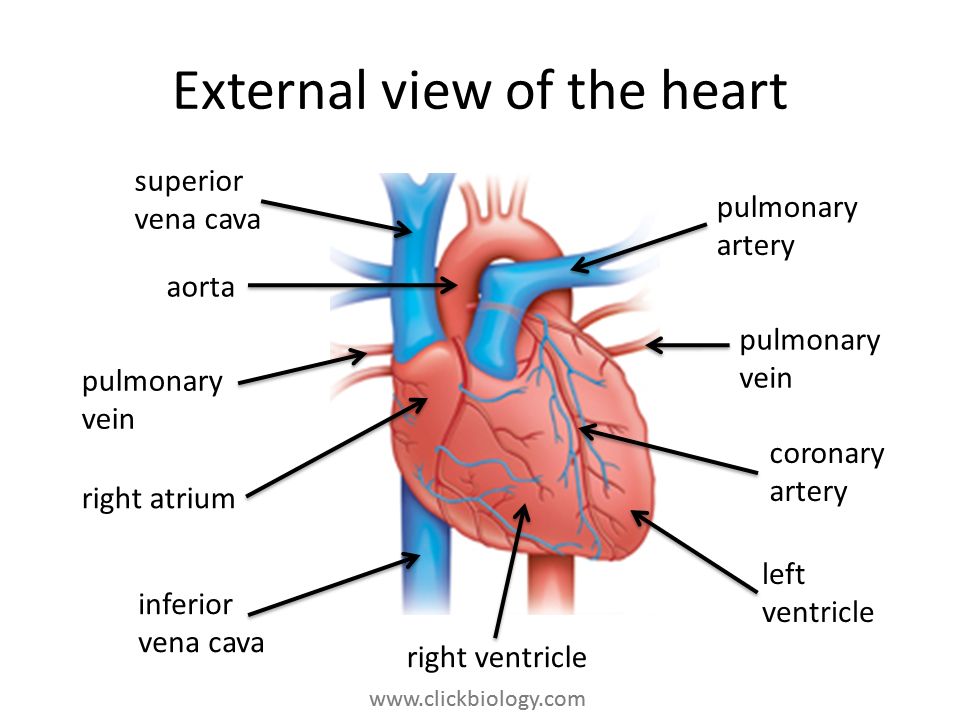 External view of the heart
superior
vena cava
aorta
pulmonary
vein
right atrium
inferior
vena cava
right ventricle
pulmonary
artery
pulmonary
vein
coronary
artery
left
ventricle
www.clickbiology.com